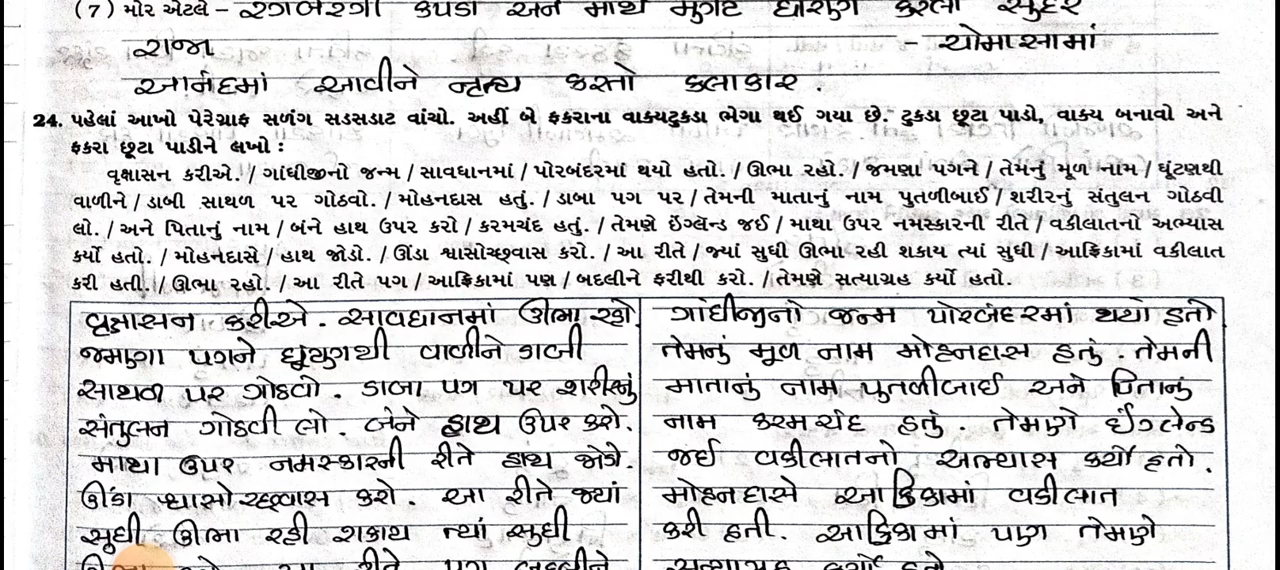 (7) મોર એટલે – રંગબેરંગી કપડાં અને માથે મુગટ ધારણ કરતો સુંદર
રાજા – ચોમાસામાં
આનંદમાં આવીને નૃત્ય કરતો કલાકાર.
24. પહેલાં આખો પેરેગ્રાફ સળંગ સડસડાટ વાંચો. અહીં બે ફકરાના વાક્યટુકડા ભેગા થઈ ગયા છે. ટુકડા છૂટા પાડો, વાક્ય બનાવો અને
ફકરા છૂટા પાડીને લખો :
વૃક્ષાસન કરીએ. / ગાંધીજીનો જન્મ / સાવધાનમાં / પોરબંદરમાં થયો હતો. / ઊભા રહો. / જમણા પગને / તેમનું મૂળ નામ / ઘૂંટણથી
વાળીને / ડાબી સાથળ પર ગોઠવો. / મોહનદાસ હતું. / ડાબા પગ પર / તેમની માતાનું નામ પુતળીબાઈ / શરીરનું સંતુલન ગોઠવી
લો. / અને પિતાનું નામ / બંને હાથ ઉપર કરો / કરમચંદ હતું. / તેમણે ઇંગ્લૅન્ડ જઈ / માથા ઉપર નમસ્કારની રીતે / વકીલાતનો અભ્યાસ
કર્યો હતો. / મોહનદાસે / હાથ જોડો. / ઊંડા શ્વાસોચ્છ્વાસ કરો. / આ રીતે / જ્યાં સુધી ઊભા રહી શકાય ત્યાં સુધી / આફ્રિકામાં વકીલાત
કરી હતી. / ઊભા રહો. / આ રીતે પગ / આફ્રિકામાં પણ / બદલીને ફરીથી કરો. / તેમણે સત્યાગ્રહ કર્યો હતો.
વૃક્ષાસન કરીએ. સાવધાનમાં ઊભા રહો.
જમણા પગને ઘૂંટણથી વાળીને ડાબી
સાથળ પર ગોઠવો. ડાબા પગ પર શરીરનું
સંતુલન ગોઠવી લો. બંને હાથ ઉપર કરો.
માથા ઉપર નમસ્કારની રીતે હાથ જોડો.
ઊંડા શ્વાસોચ્છ્વાસ કરો. આ રીતે જ્યાં
સુધી ઊભા રહી શકાય ત્યાં સુધી
રીતે પગ બદલીને
ગાંધીજીનો જન્મ પોરબંદરમાં થયો હતો
તેમનું મૂળ નામ મોહનદાસ હતું. તેમની
માતાનું નામ પુતલીબાઈ અને પિતાનું
નામ કરમચંદ હતું. તેમણે ઈંગ્લેન્ડ
જઈ વકીલાતનો અભ્યાસ કર્યો હતો.
મોહનદાસે આફ્રિકામાં વકીલાત
કરી હતી. આફ્રિકામાં પણ તેમણે
સત્યાગ્રહ કર્યો હતો